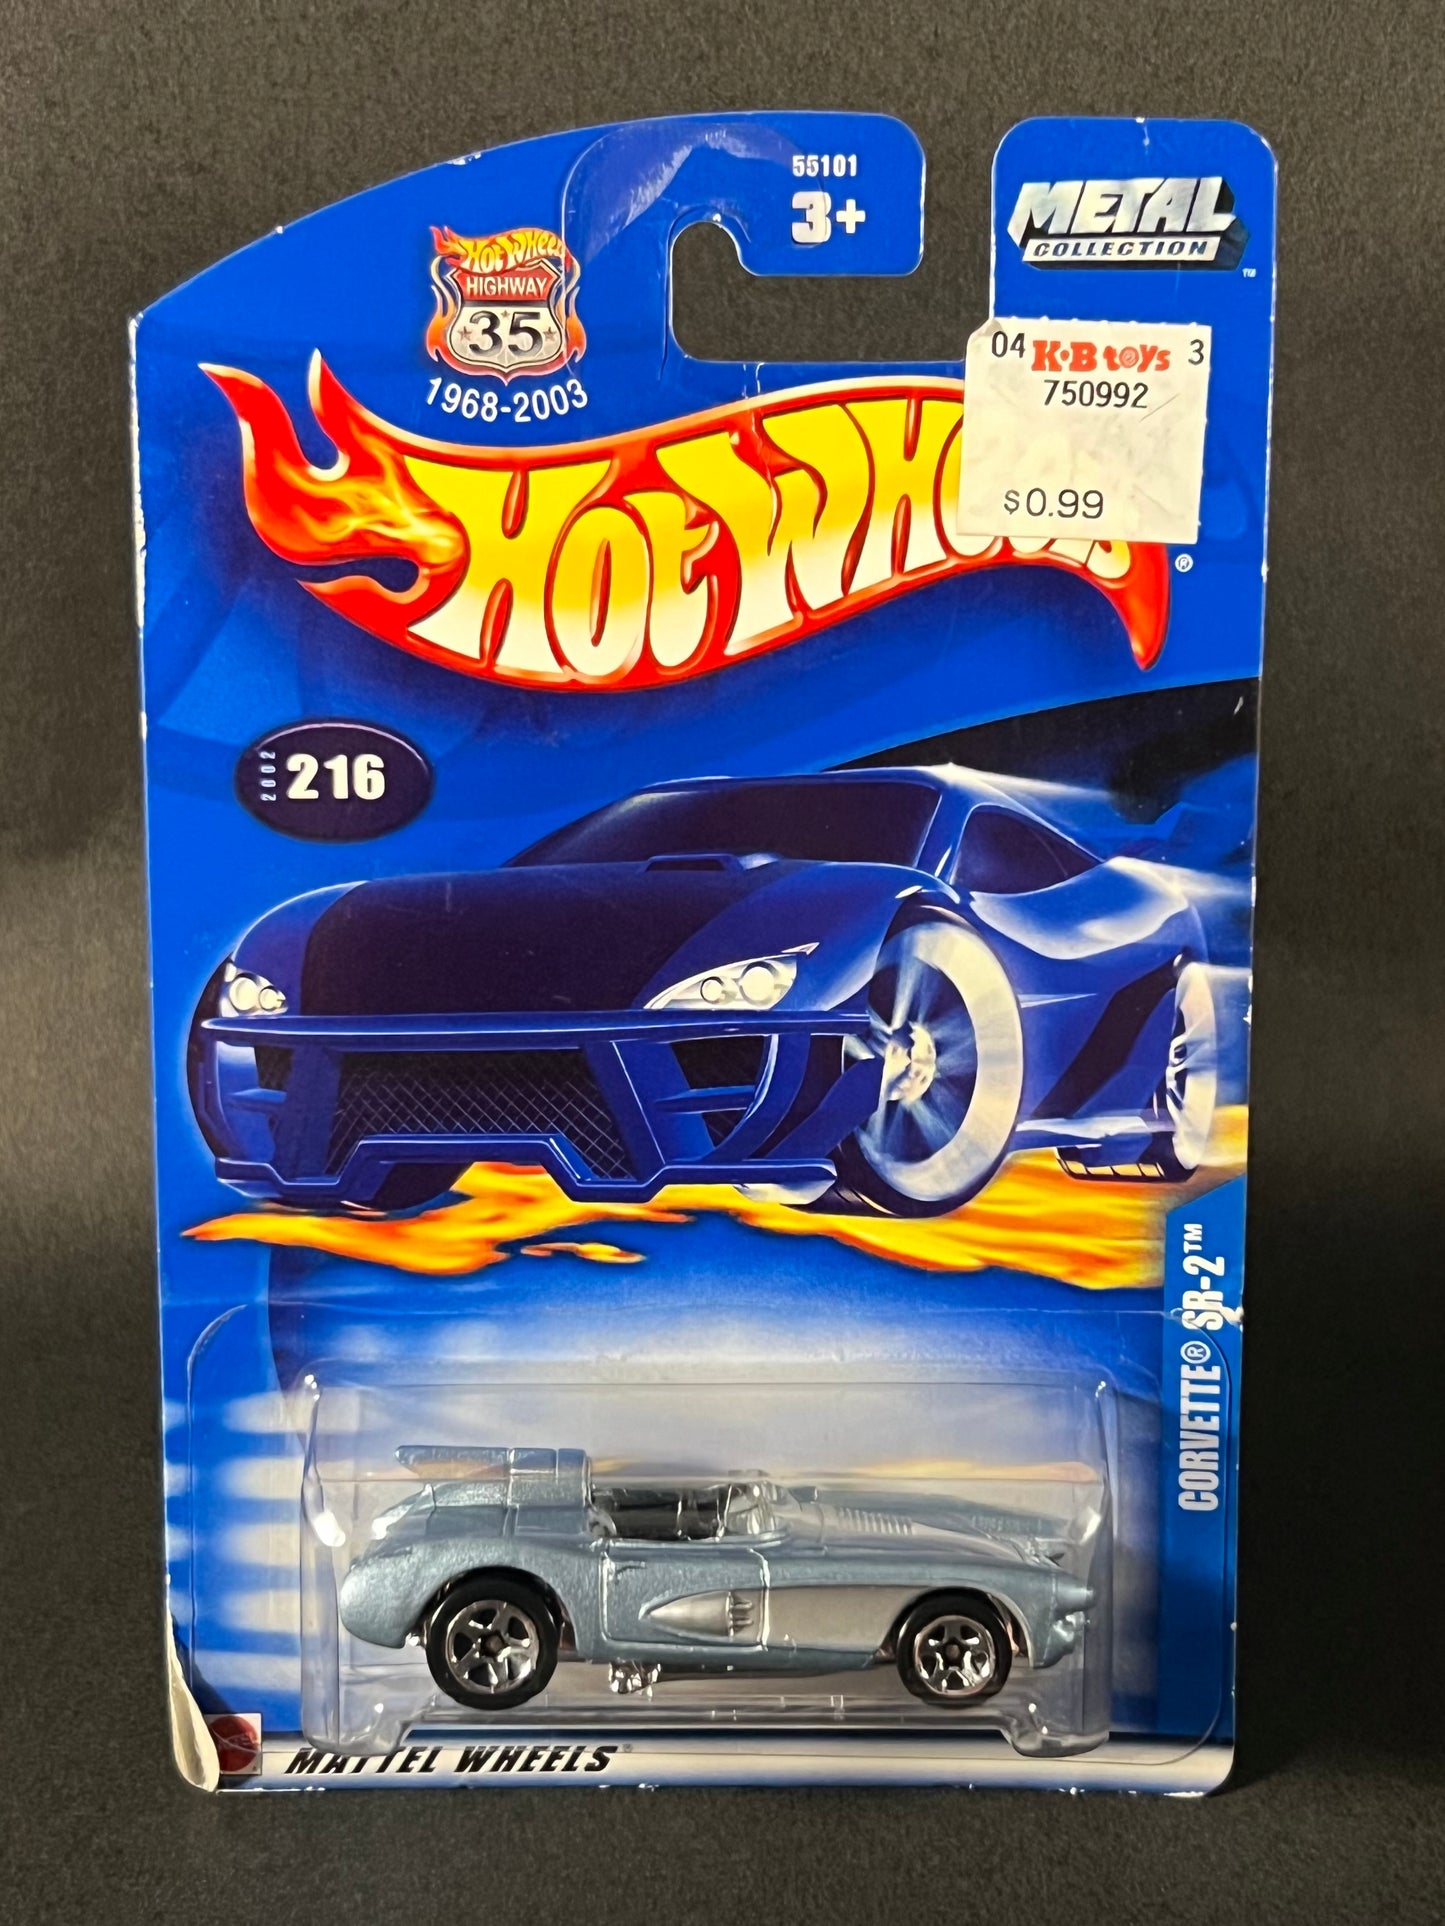 55101
3+
METAL
COLLECTION
™
HOT WHEELS
HIGHWAY
35
1968-2003
04 K•B toys 3
750992
$0.99
HOT WHEELS
®
2002
216
CORVETTE® SR-2™
MATTEL WHEELS